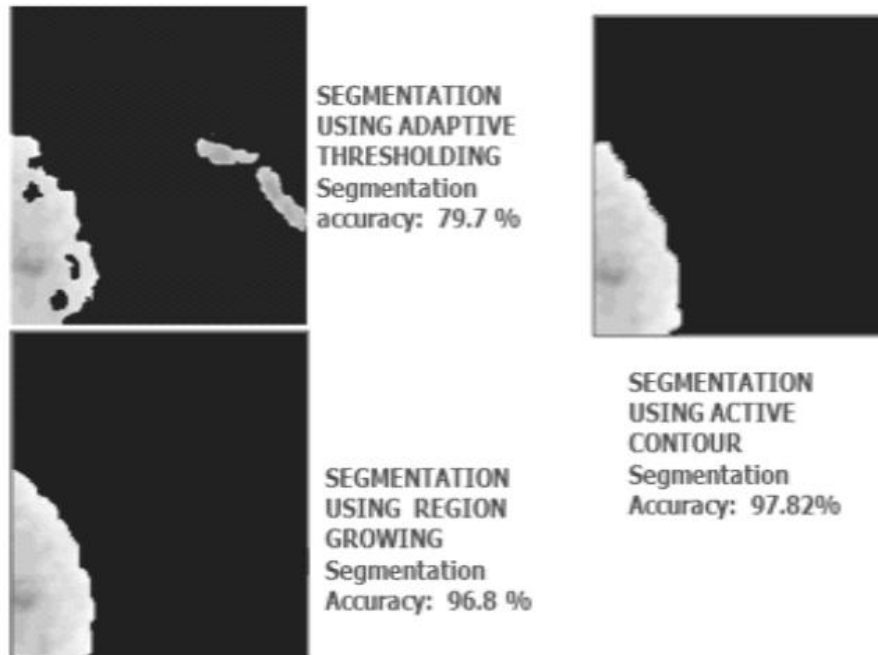 SEGMENTATION
USING ADAPTIVE
THRESHOLDING
Segmentation
accuracy: 79.7 %
SEGMENTATION
USING REGION
GROWING
Segmentation
Accuracy: 96.8 %
SEGMENTATION
USING ACTIVE
CONTOUR
Segmentation
Accuracy: 97.82%